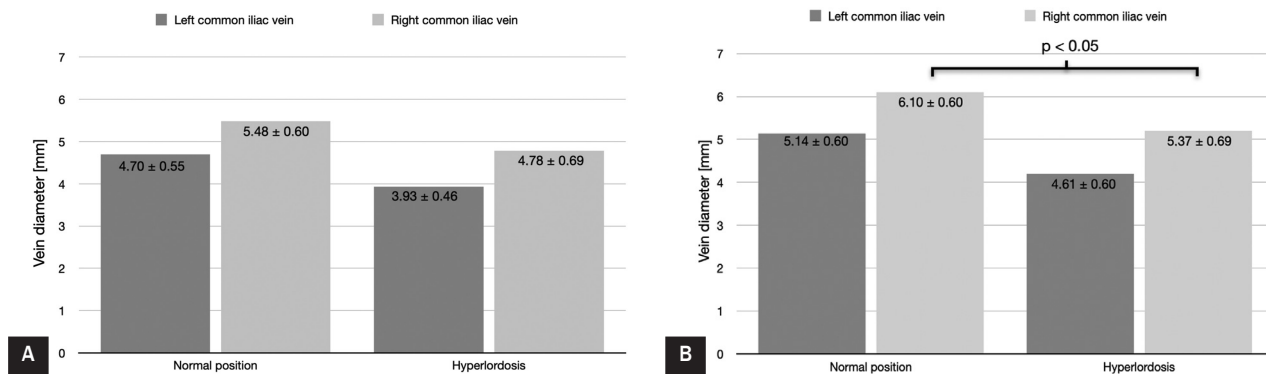 Left common iliac vein Right common iliac vein
7
6
5
4
3
2
1
0
Vein diameter [mm]
4.70 ± 0.55
5.48 ± 0.60
3.93 ± 0.46
4.78 ± 0.69
Normal position Hyperlordosis
A
Left common iliac vein Right common iliac vein
p < 0.05
7
6
5
4
3
2
1
0
Vein diameter [mm]
5.14 ± 0.60
6.10 ± 0.60
4.61 ± 0.60
5.37 ± 0.69
Normal position Hyperlordosis
B